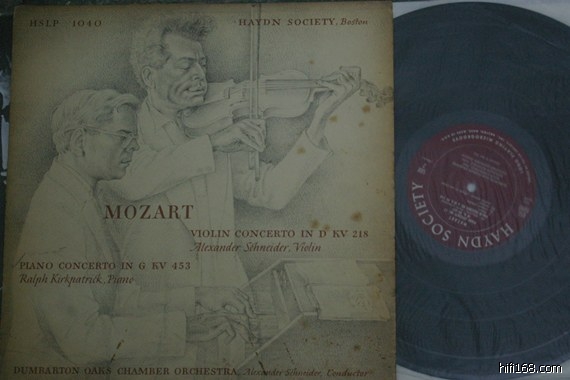 HSLP 1040
HAYDN SOCIETY, Boston
MOZART
VIOLIN CONCERTO IN D KV 218
Alexander Schneider, Violin
PIANO CONCERTO IN G KV 453
Ralph Kirkpatrick, Piano
DUMBARTON OAKS CHAMBER ORCHESTRA, Alexander Schneider, Conductor
HAYDN SOCIETY
hifi168.com